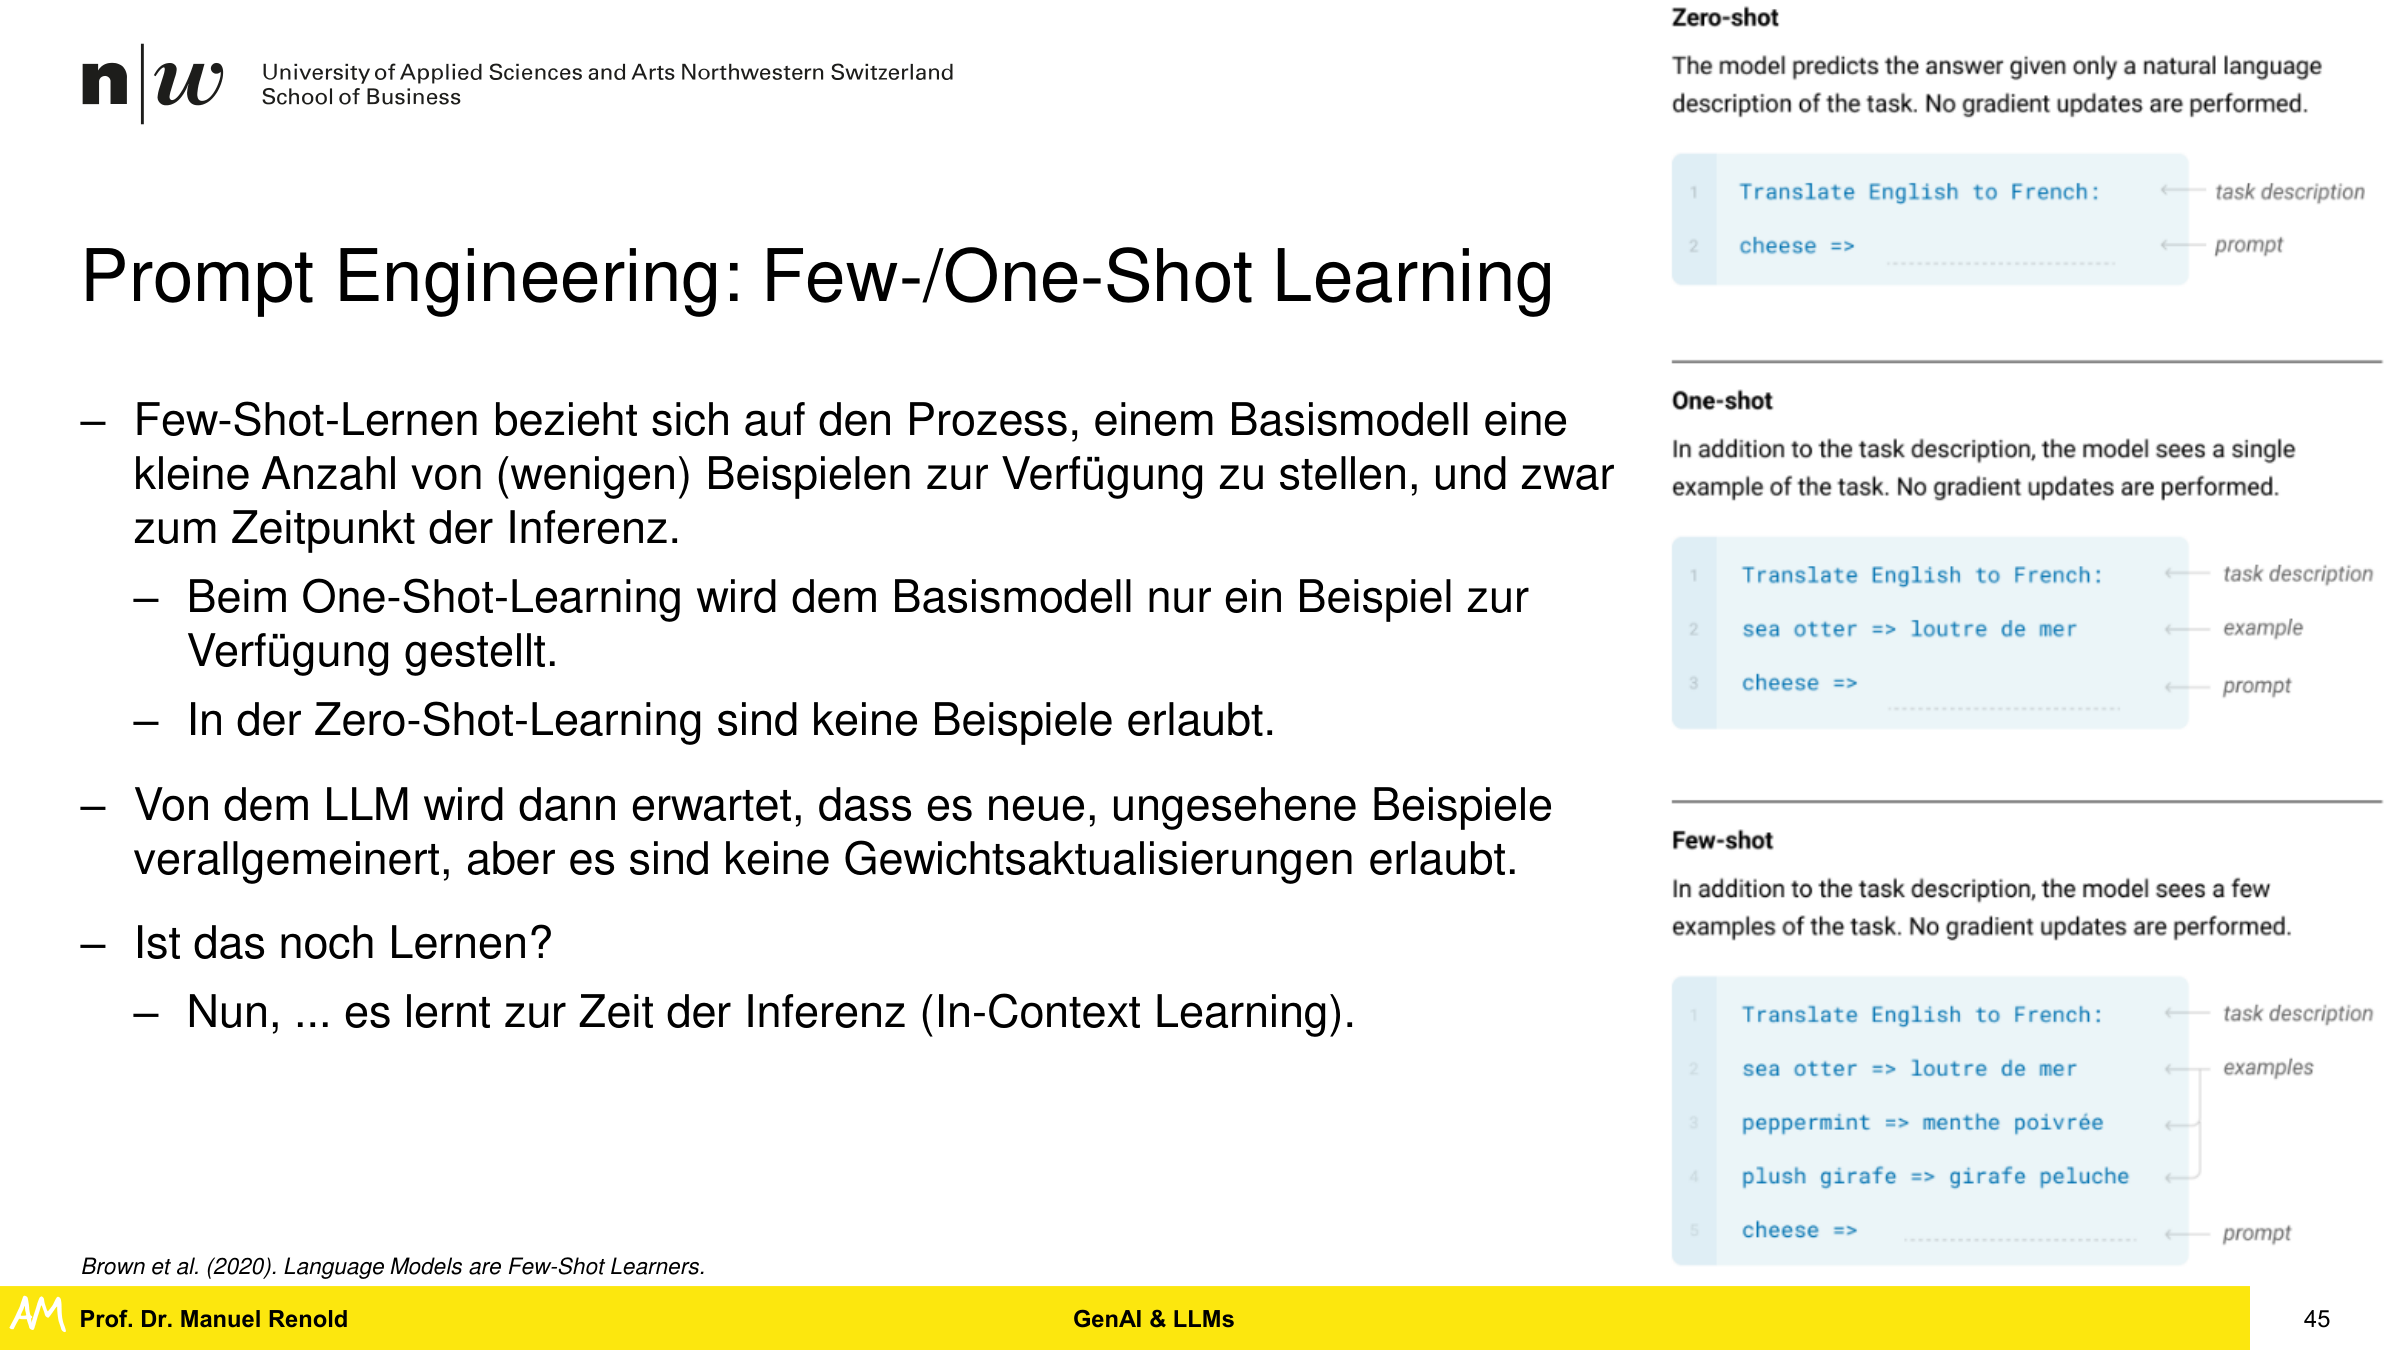 n|w University of Applied Sciences and Arts Northwestern Switzerland
School of Business
Prompt Engineering: Few-/One-Shot Learning
– Few-Shot-Lernen bezieht sich auf den Prozess, einem Basismodell eine
kleine Anzahl von (wenigen) Beispielen zur Verfügung zu stellen, und zwar
zum Zeitpunkt der Inferenz.
– Beim One-Shot-Learning wird dem Basismodell nur ein Beispiel zur
Verfügung gestellt.
– In der Zero-Shot-Learning sind keine Beispiele erlaubt.
– Von dem LLM wird dann erwartet, dass es neue, ungesehene Beispiele
verallgemeinert, aber es sind keine Gewichtsaktualisierungen erlaubt.
– Ist das noch Lernen?
– Nun, ... es lernt zur Zeit der Inferenz (In-Context Learning).
Brown et al. (2020). Language Models are Few-Shot Learners.
Zero-shot
The model predicts the answer given only a natural language
description of the task. No gradient updates are performed.
1 Translate English to French: task description
2 cheese => prompt
One-shot
In addition to the task description, the model sees a single
example of the task. No gradient updates are performed.
1 Translate English to French: task description
2 sea otter => loutre de mer example
3 cheese => prompt
Few-shot
In addition to the task description, the model sees a few
examples of the task. No gradient updates are performed.
1 Translate English to French: task description
2 sea otter => loutre de mer examples
3 peppermint => menthe poivrée
4 plush girafe => girafe peluche
5 cheese => prompt
AM Prof. Dr. Manuel Renold GenAI & LLMs 45